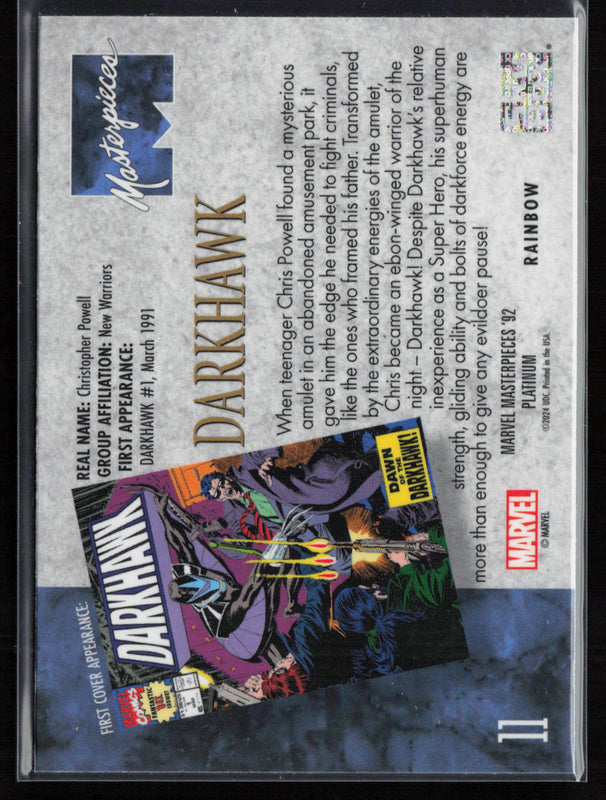 FIRST COVER APPEARANCE:
MARVEL
COMICS
FANTASTIC
1ST
ISSUE!
DARKHAWK
DAWN
OF THE
DARKHAWK!
REAL NAME: Christopher Powell
GROUP AFFILIATION: New Warriors
FIRST APPEARANCE:
DARKHAWK #1, March 1991
Masterpieces
DARKHAWK
When teenager Chris Powell found a mysterious
amulet in an abandoned amusement park, it
gave him the edge he needed to fight criminals,
like the ones who framed his father. Transformed
by the extraordinary energies of the amulet,
Chris became an ebon-winged warrior of the
night – Darkhawk! Despite Darkhawk's relative
inexperience as a Super Hero, his superhuman
strength, gliding ability and bolts of darkforce energy are
more than enough to give any evildoer pause!
MARVEL
© MARVEL
MARVEL MASTERPIECES '92
PLATINUM
©2024 UDC. Printed in the USA.
RAINBOW
11